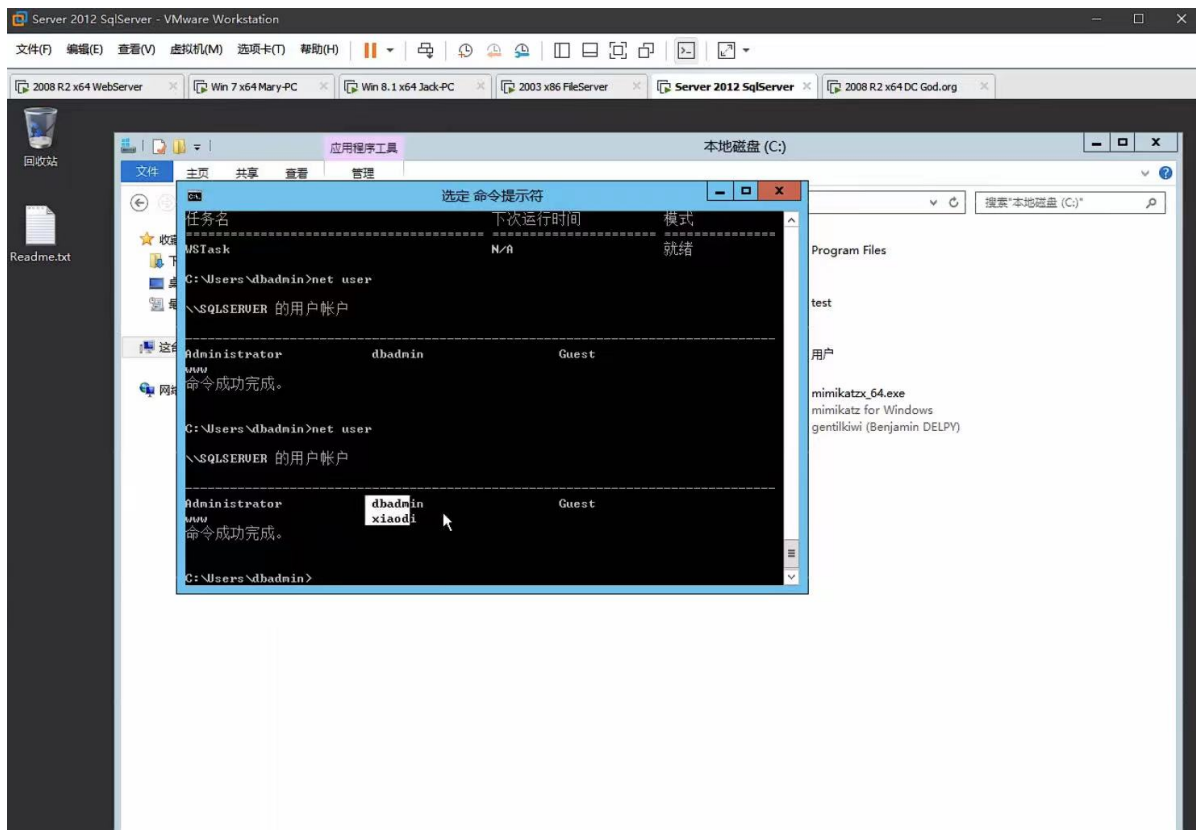 Server 2012 SqlServer - VMware Workstation
文件(F) 编辑(E) 查看(V) 虚拟机(M) 选项卡(T) 帮助(H)
2008 R2 x64 WebServer Win 7 x64 Mary-PC Win 8.1 x64 Jack-PC 2003 x86 FileServer Server 2012 SqlServer 2008 R2 x64 DC God.org
回收站
Readme.txt
应用程序工具 本地磁盘 (C:)
文件 主页 共享 查看 管理
搜索"本地磁盘 (C:)"
选定 命令提示符
任务名 下次运行时间 模式
WSTask N/A 就绪
C:\Users\dbadmin>net user
\\SQLSERVER 的用户帐户
Administrator dbadmin Guest
www
命令成功完成。
C:\Users\dbadmin>net user
\\SQLSERVER 的用户帐户
Administrator dbadmin Guest
www xiaodi
命令成功完成。
C:\Users\dbadmin>
Program Files
test
用户
mimikatzx_64.exe
mimikatz for Windows
gentilkiwi (Benjamin DELPY)